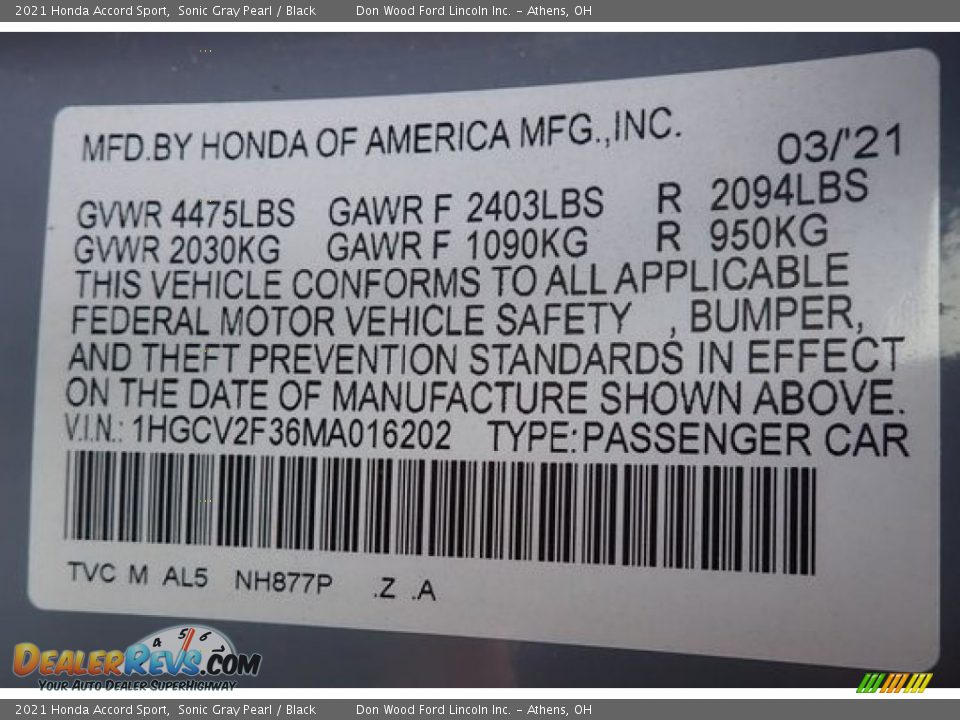 2021 Honda Accord Sport, Sonic Gray Pearl / Black Don Wood Ford Lincoln Inc. - Athens, OH
MFD.BY HONDA OF AMERICA MFG.,INC. 03/'21
GVWR 4475LBS GAWR F 2403LBS R 2094LBS
GVWR 2030KG GAWR F 1090KG R 950KG
THIS VEHICLE CONFORMS TO ALL APPLICABLE
FEDERAL MOTOR VEHICLE SAFETY , BUMPER,
AND THEFT PREVENTION STANDARDS IN EFFECT
ON THE DATE OF MANUFACTURE SHOWN ABOVE.
V.I.N.: 1HGCV2F36MA016202 TYPE:PASSENGER CAR
TVC M AL5 NH877P .Z .A
4 5 6
DEALERREVS.COM
YOUR AUTO DEALER SUPERHIGHWAY
2021 Honda Accord Sport, Sonic Gray Pearl / Black Don Wood Ford Lincoln Inc. - Athens, OH